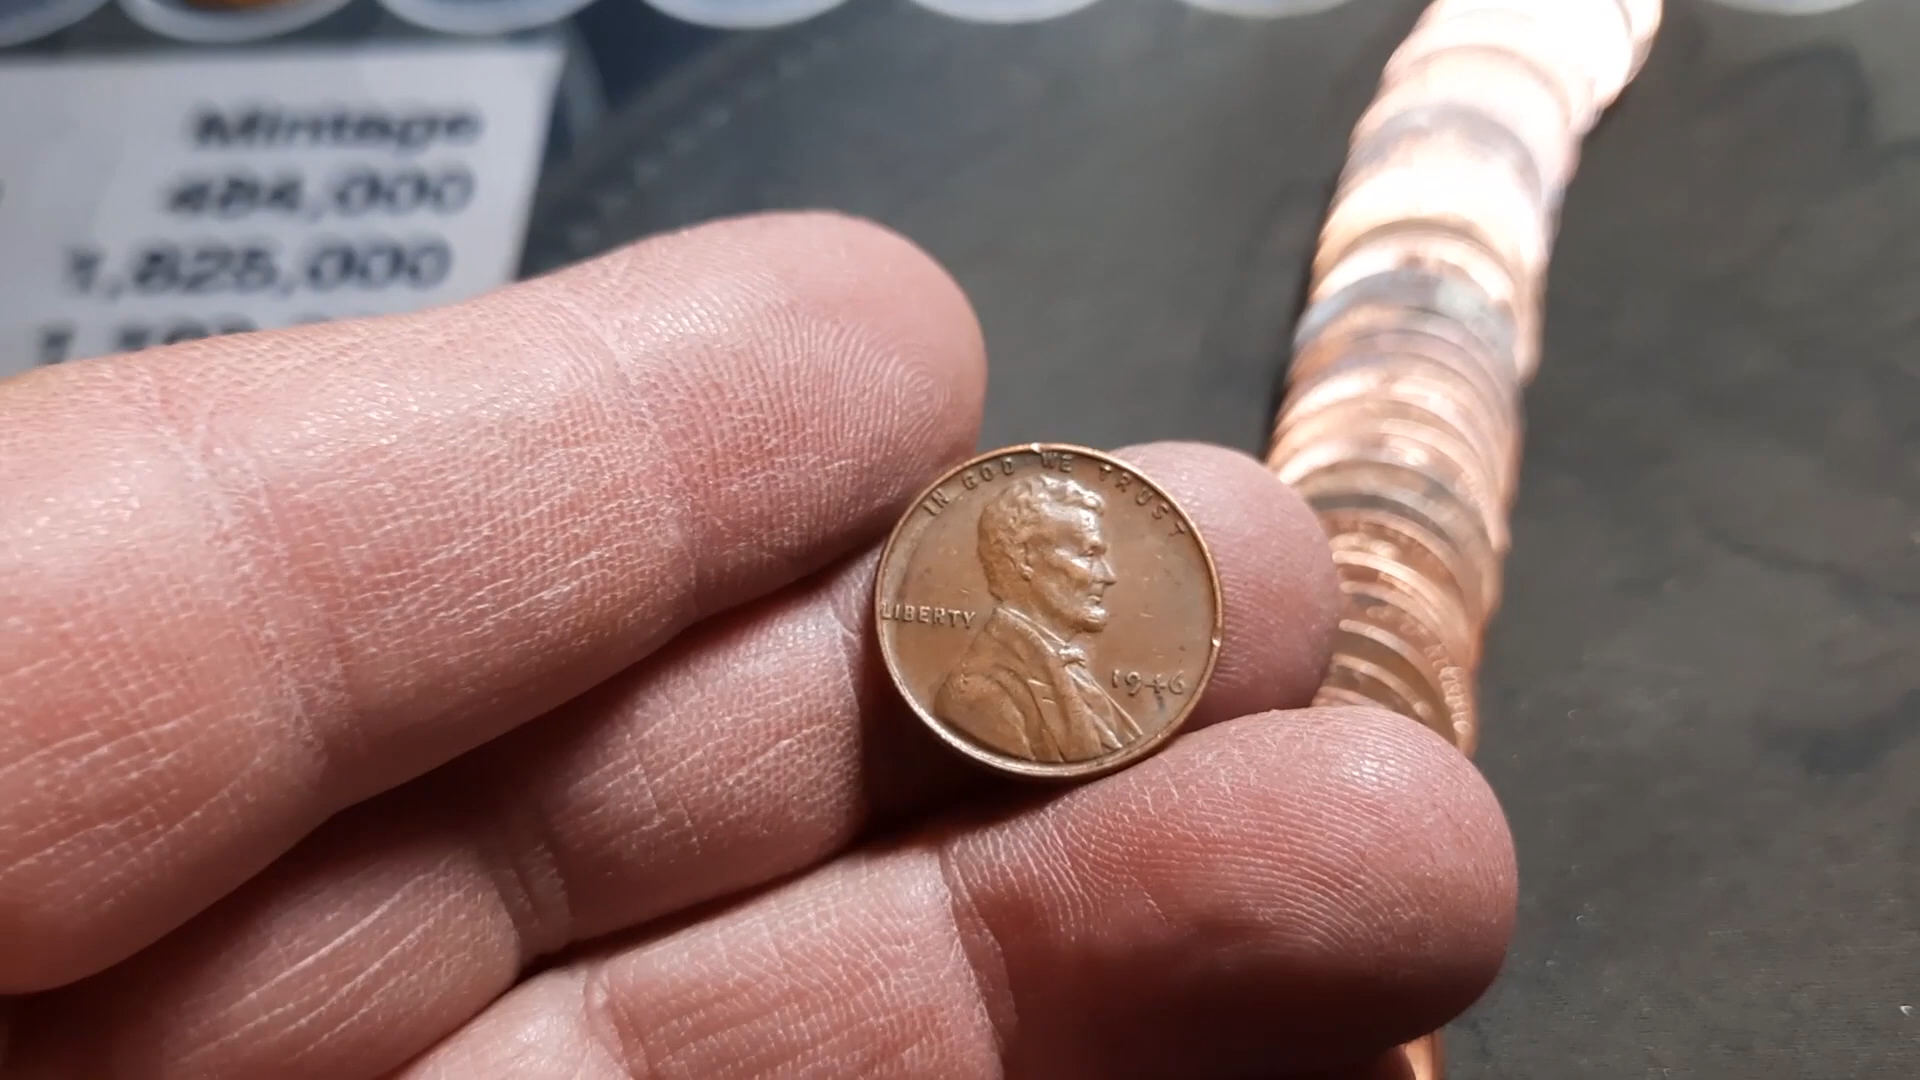 Mintage
484,000
1,825,000
IN GOD WE TRUST
LIBERTY
1946